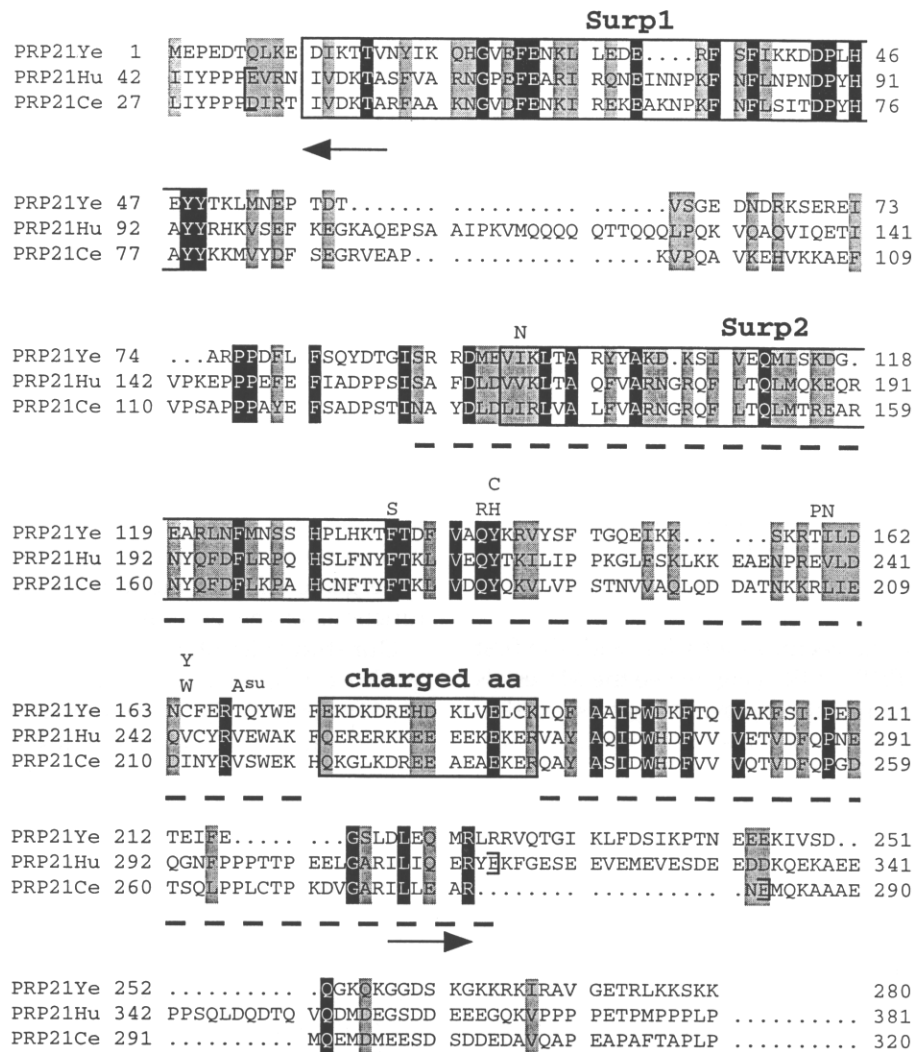 Surp1
PRP21Ye 1 MEPEDTQLKE DIKTTVNYIK QHGVEFENKL LEDE....RF SFIKKDDPLH 46
PRP21Hu 42 IIYPPPEVRN IVDKTASFVA RNGPEFEARI RQNEINNPKF NFLNPNDPYH 91
PRP21Ce 27 LIYPPPDIRT IVDKTARFAA KNGVDFENKI REKEAKNPKF NFLSITDPYH 76
PRP21Ye 47 EYYTKLMNEP TDT....... .......... .......VSGE DNDRKSEREI 73
PRP21Hu 92 AYYRHKVSEF KEGKAQEPSA AIPKVMQQQQ QTTQQQLPQK VQAQVIQETI 141
PRP21Ce 77 AYYKKMVYDF SEGRVEAP.. .......... ......KVPQA VKEHVKKAEF 109
N Surp2
PRP21Ye 74 ...ARPPDFL FSQYDTGISR RDMEVIKLTA RYYAKD.KSI VEQMISKDG. 118
PRP21Hu 142 VPKEPPPEFE FIADPPSISA FDLDVVKLTA QFVARNGRQF LTQLMQKEQR 191
PRP21Ce 110 VPSAPPAYE FSADPSTINA YDLDLIRLVA LFVARNGRQF LTQLMTREAR 159
C
S RH PN
PRP21Ye 119 EARLNFMNSS HPLHKTFTDF VAQYKRVYSF TGQEIKK... ...SKRTILD 162
PRP21Hu 192 NYQFDFLRPQ HSLFNYFTKL VEQYTKILIP PKGLFSKLKK EAENPREVLD 241
PRP21Ce 160 NYQFDFLKPA HCNFTYFTKL VDQYQKVLVP STNVVAQLQD DATNKKRLIE 209
Y
W Asu charged aa
PRP21Ye 163 NCFERTQYWE FEKDKDREHD KLVELCKIQF AAIPWDKFTQ VAKFSI.PED 211
PRP21Hu 242 QVCYRVEWAK FQERERKKEE EEKEKERVAY AQIDWHDFVV VETVDFQPNE 291
PRP21Ce 210 DINYRVSWEK HQKGLKDREE AEAEKERQAY ASIDWHDFVV VQTVDFQPGD 259
PRP21Ye 212 TEIFE..... ...GSLDLEQ MRLRRVQTGI KLFDSIKPTN EEEKIVSD.. 251
PRP21Hu 292 QGNFPPPTTP EELGARILIQ ERYEKFGESE EVEMEVESDE EDDKQEKAEE 341
PRP21Ce 260 TSQLPPLCTP KDVGARILLE AR........ .......... .NEMQKAAAE 290
PRP21Ye 252 .......... .QGKQKGGDS KGKKRKIRAV GETRLKKSKK 280
PRP21Hu 342 PPSQLDQDTQ VQDMDEGSDD EEEGQKVPPP PETPMPPPLP .......... 381
PRP21Ce 291 .......... MQEMDMEESD SDDEDAVQAP EAPAFTAPLP .......... 320